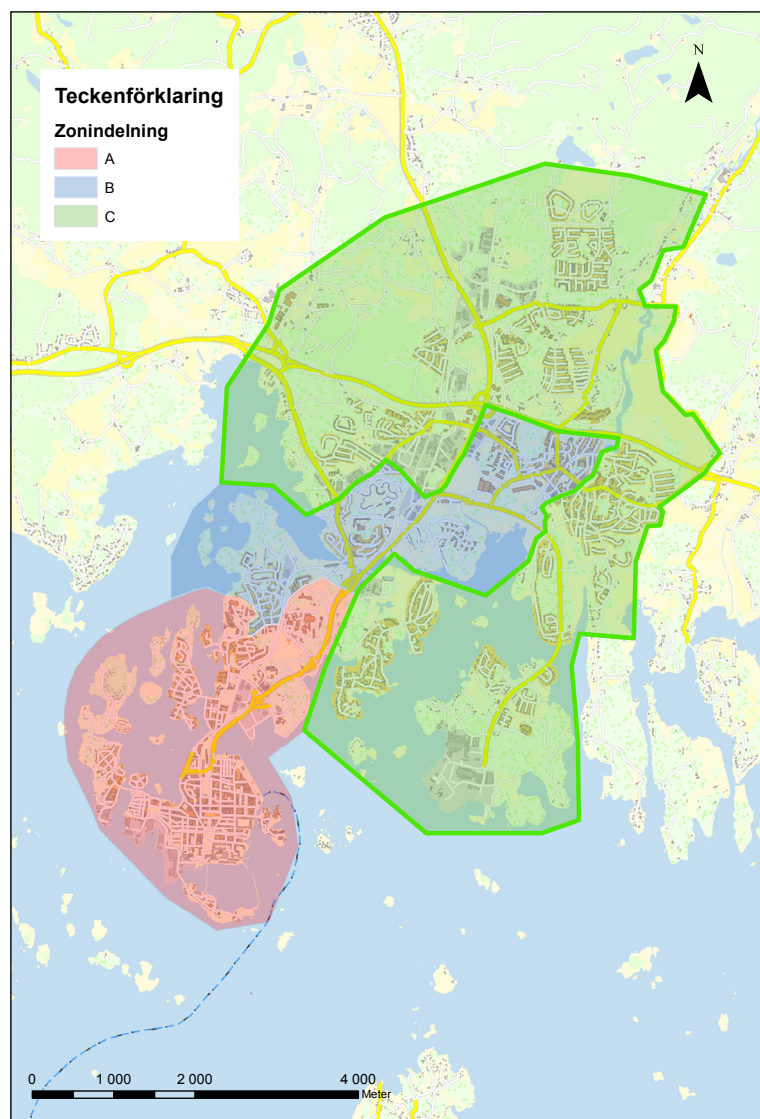 Teckenförklaring
Zonindelning
A
B
C
N
0 1 000 2 000 4 000
Meter